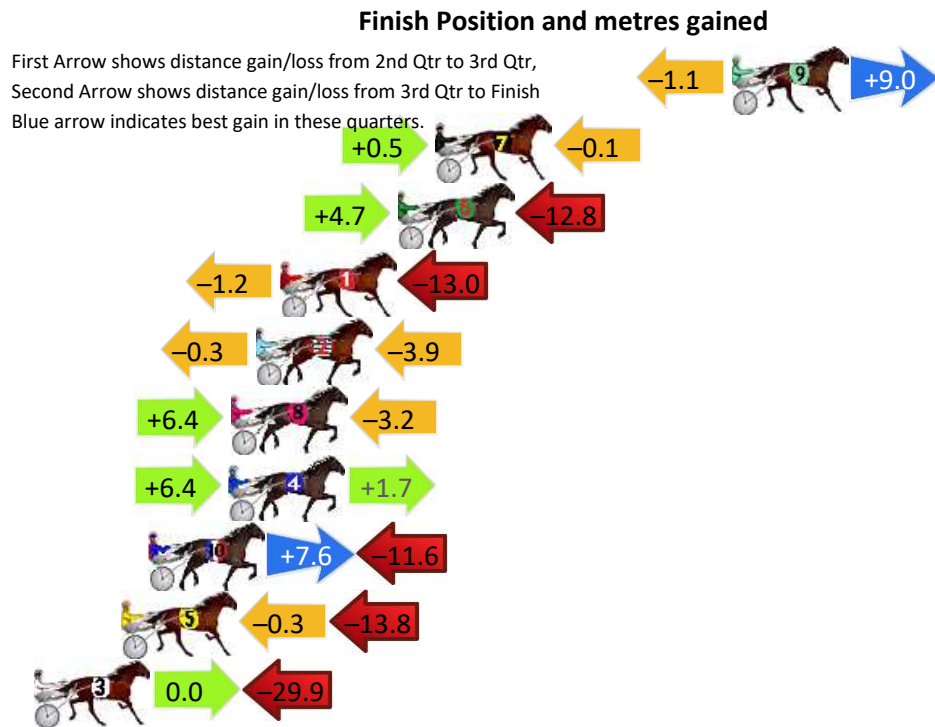 Finish Position and metres gained
First Arrow shows distance gain/loss from 2nd Qtr to 3rd Qtr,
Second Arrow shows distance gain/loss from 3rd Qtr to Finish
Blue arrow indicates best gain in these quarters.
–1.1 9 +9.0
+0.5 7 –0.1
+4.7 –12.8
–1.2 1 –13.0
–0.3 2 –3.9
+6.4 8 –3.2
+6.4 4 +1.7
0 +7.6 –11.6
5 –0.3 –13.8
3 0.0 –29.9